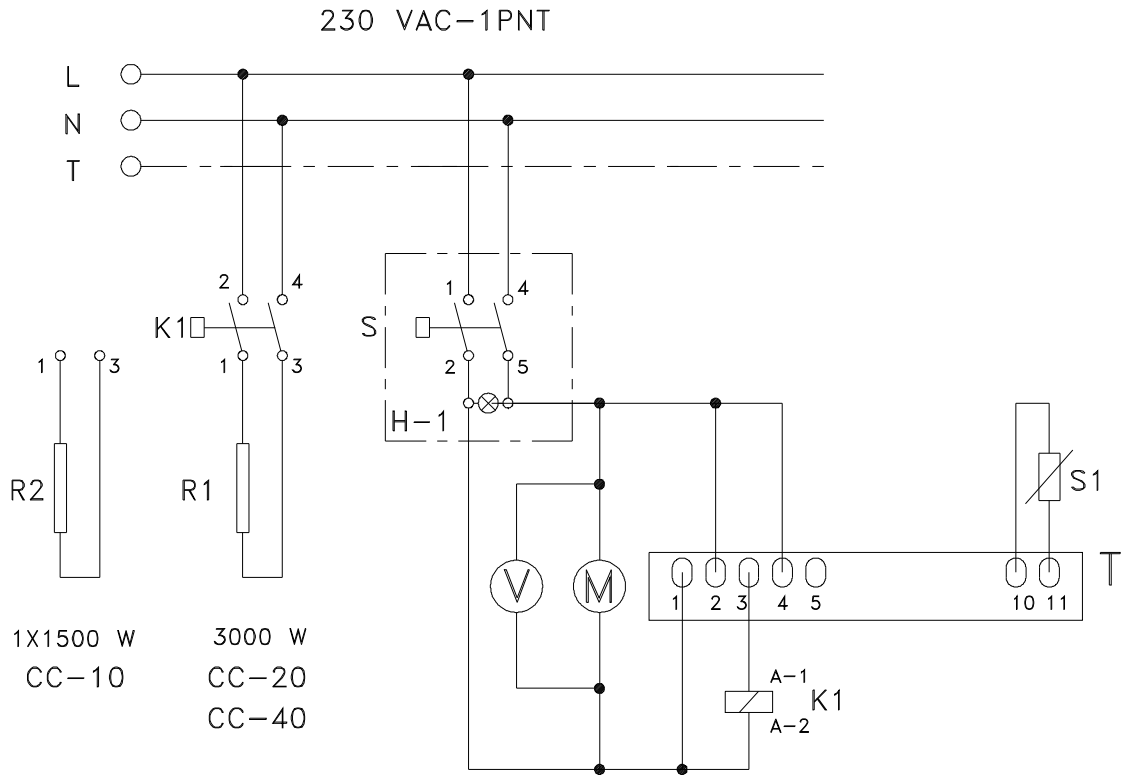 230 VAC-1PNT
L
N
T
2 4
1 4
K1
S
1 3
1 3
2 5
H-1
R2
R1
S1
V
M
T
1 2 3 4 5 10 11
1X1500 W
3000 W
CC-10
CC-20
CC-40
A-1
K1
A-2